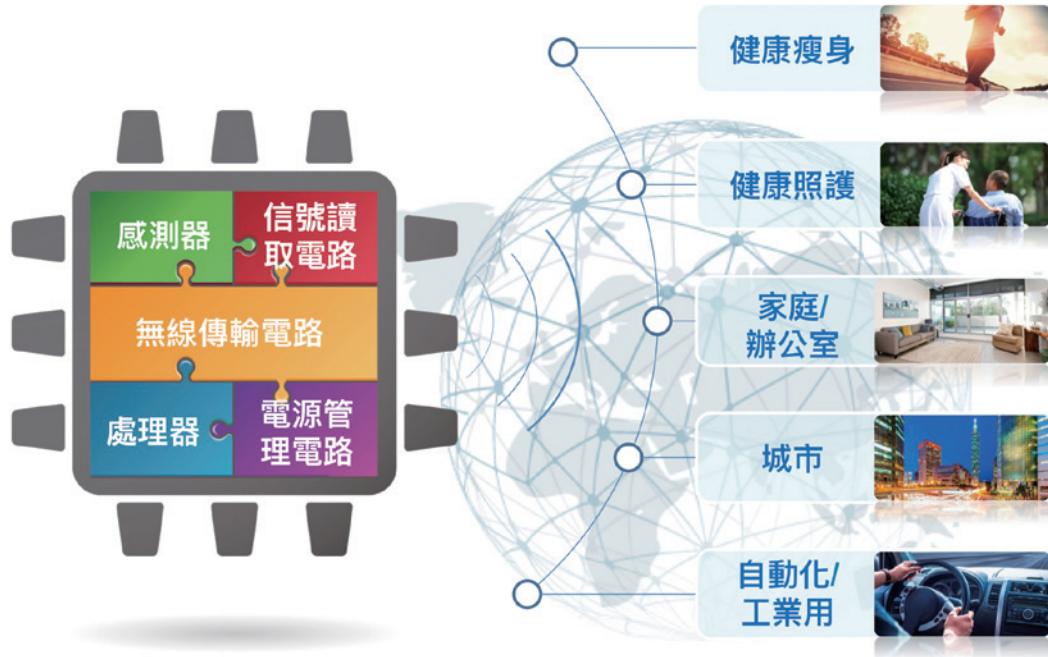 感測器
信號讀
取電路
無線傳輸電路
處理器
電源管
理電路
健康瘦身
健康照護
家庭/
辦公室
城市
自動化/
工業用